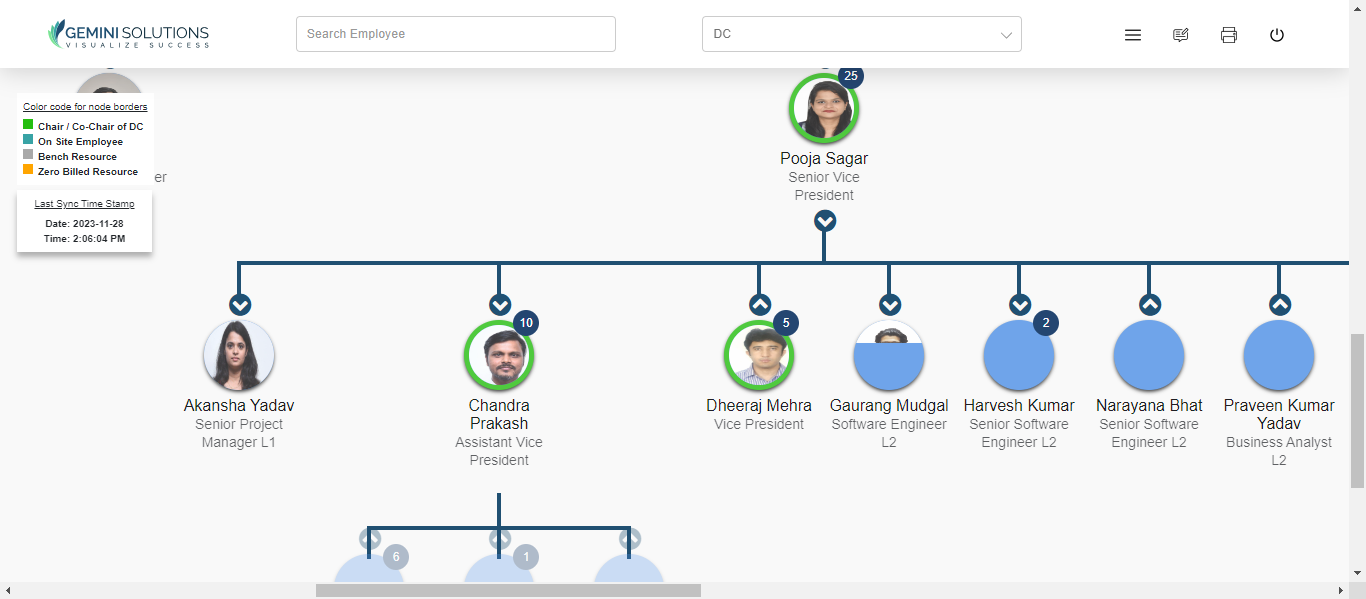 GEMINI SOLUTIONS
VISUALIZE SUCCESS
Search Employee
DC
Color code for node borders
Chair / Co-Chair of DC
On Site Employee
Bench Resource
Zero Billed Resource
er
Last Sync Time Stamp
Date: 2023-11-28
Time: 2:06:04 PM
25
Pooja Sagar
Senior Vice
President
Akansha Yadav
Senior Project
Manager L1
10
Chandra
Prakash
Assistant Vice
President
5
Dheeraj Mehra
Vice President
Gaurang Mudgal
Software Engineer
L2
2
Harvesh Kumar
Senior Software
Engineer L2
Narayana Bhat
Senior Software
Engineer L2
Praveen Kumar
Yadav
Business Analyst
L2
6
1